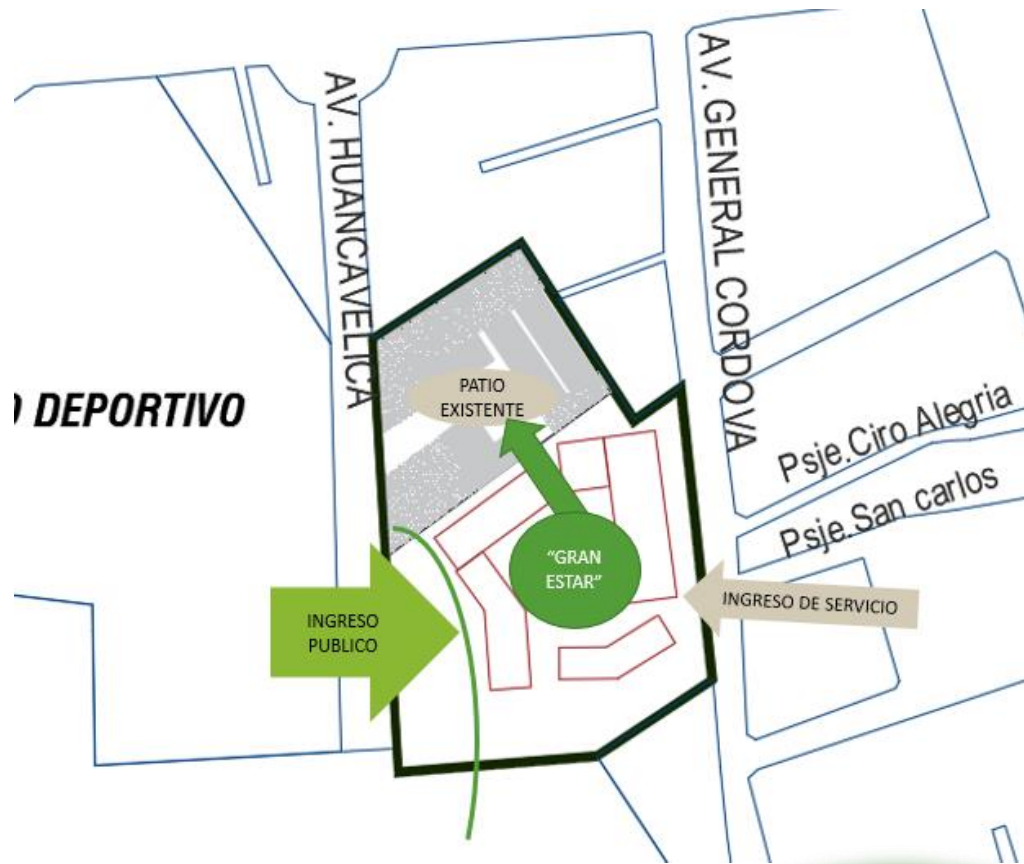 AV. HUANCAVELICA
AV. GENERAL CORDOVA
PATIO
EXISTENTE
O DEPORTIVO
Psje.Ciro Alegria
Psje.San carlos
"GRAN
ESTAR"
INGRESO DE SERVICIO
INGRESO
PUBLICO